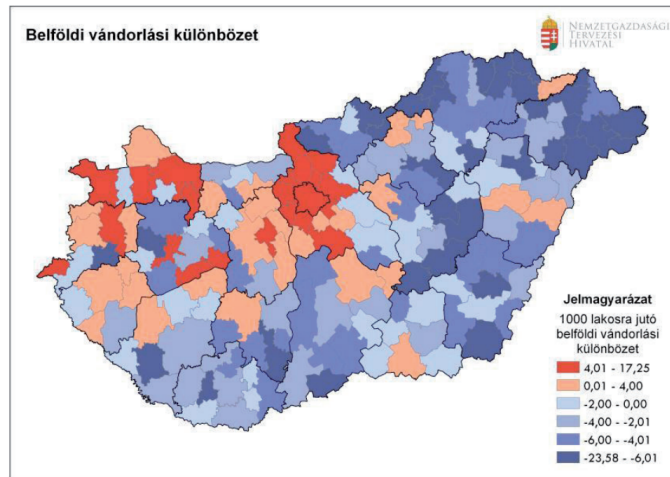 Belföldi vándorlási különbözet
NEMZETGAZDASÁGI
TERVEZÉSI
HIVATAL
Jelmagyarázat
1000 lakosra jutó
belföldi vándorlási
különbözet
4,01 - 17,25
0,01 - 4,00
-2,00 - 0,00
-4,00 - -2,01
-6,00 - -4,01
-23,58 - -6,01